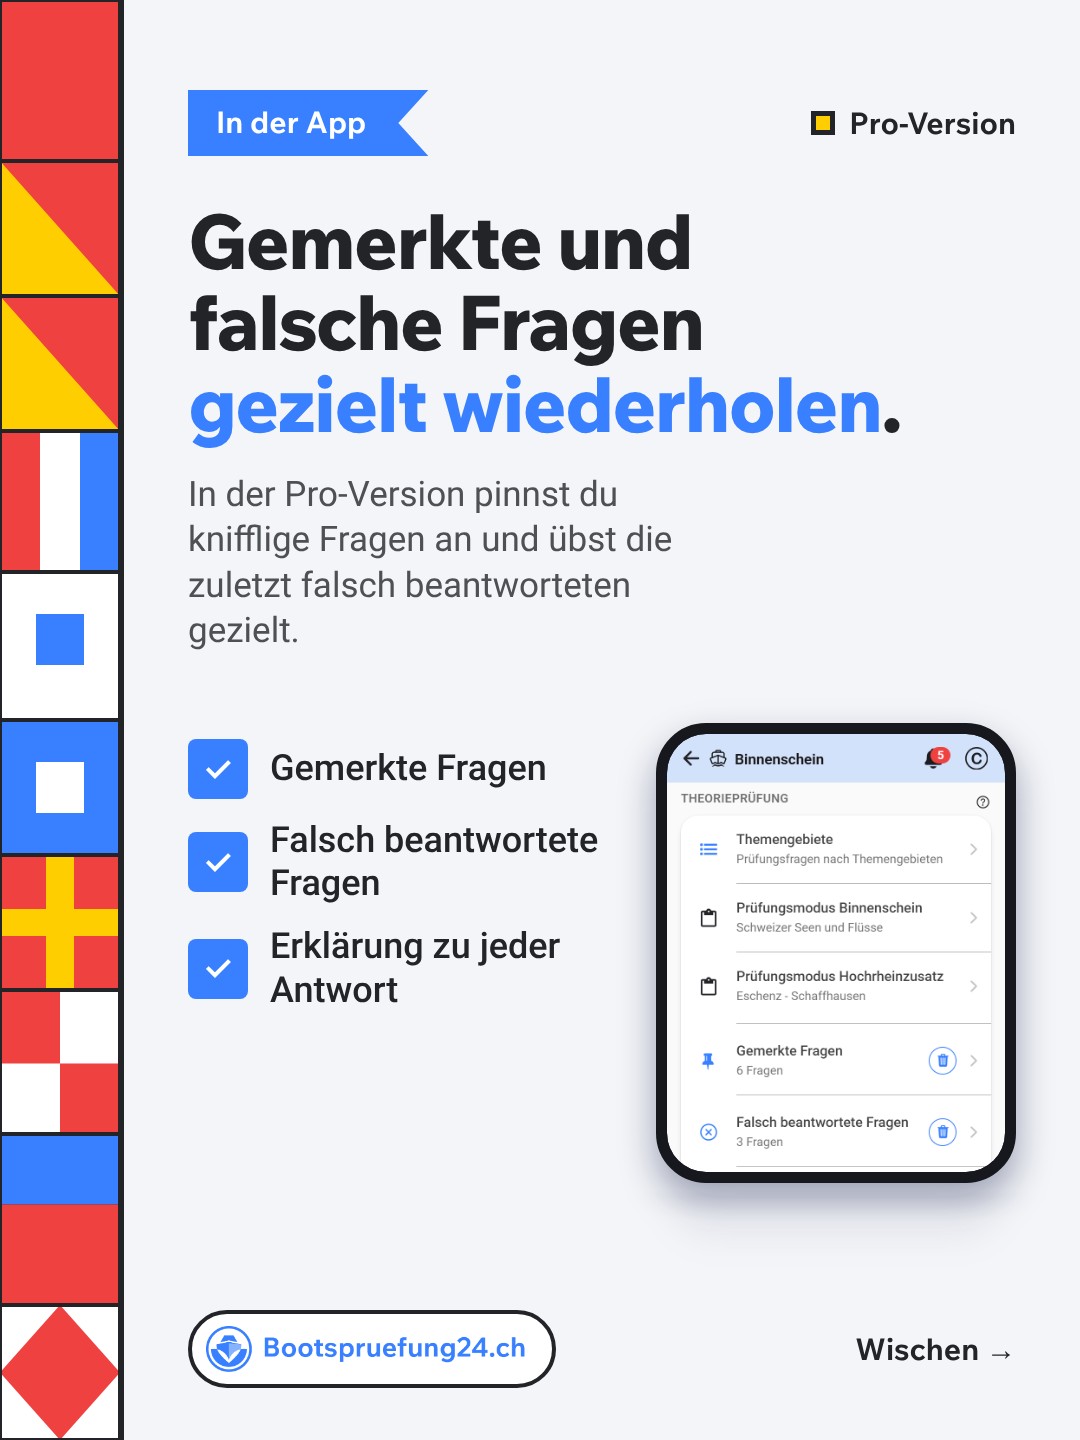 In der App
Pro-Version
Gemerkte und
falsche Fragen
gezielt wiederholen.
In der Pro-Version pinnst du
knifflige Fragen an und übst die
zuletzt falsch beantworteten
gezielt.
Gemerkte Fragen
Falsch beantwortete
Fragen
Erklärung zu jeder
Antwort
Binnenschein
5
C
THEORIEPRÜFUNG
Themengebiete
Prüfungsfragen nach Themengebieten
Prüfungsmodus Binnenschein
Schweizer Seen und Flüsse
Prüfungsmodus Hochrheinzusatz
Eschenz - Schaffhausen
Gemerkte Fragen
6 Fragen
Falsch beantwortete Fragen
3 Fragen
Bootspruefung24.ch
Wischen →